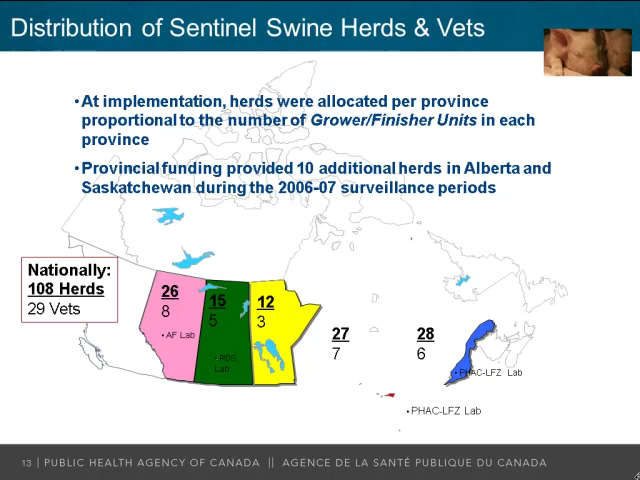 Distribution of Sentinel Swine Herds & Vets
•At implementation, herds were allocated per province
proportional to the number of Grower/Finisher Units in each
province
•Provincial funding provided 10 additional herds in Alberta and
Saskatchewan during the 2006-07 surveillance periods
Nationally:
108 Herds
29 Vets
26
8
• AF Lab
15
5
• PDS
Lab
12
3
27
7
28
6
• PHAC-LFZ Lab
• PHAC-LFZ Lab
13 | PUBLIC HEALTH AGENCY OF CANADA || AGENCE DE LA SANTÉ PUBLIQUE DU CANADA